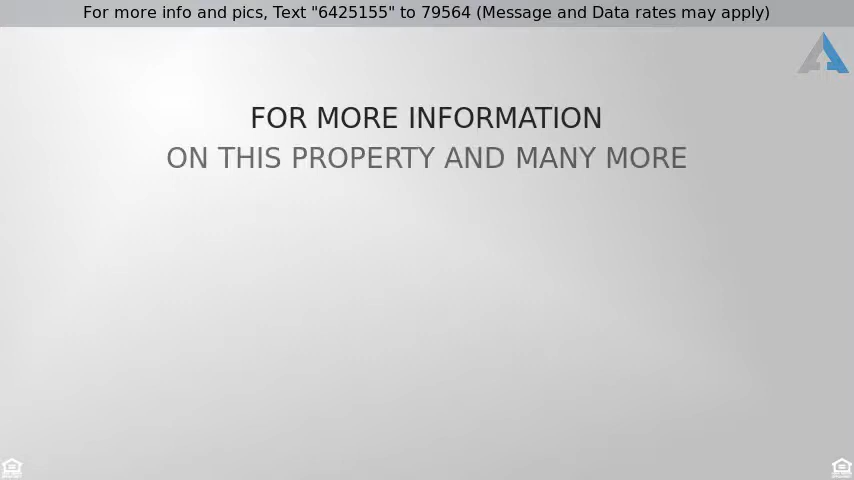 For more info and pics, Text "6425155" to 79564 (Message and Data rates may apply)
FOR MORE INFORMATION
ON THIS PROPERTY AND MANY MORE